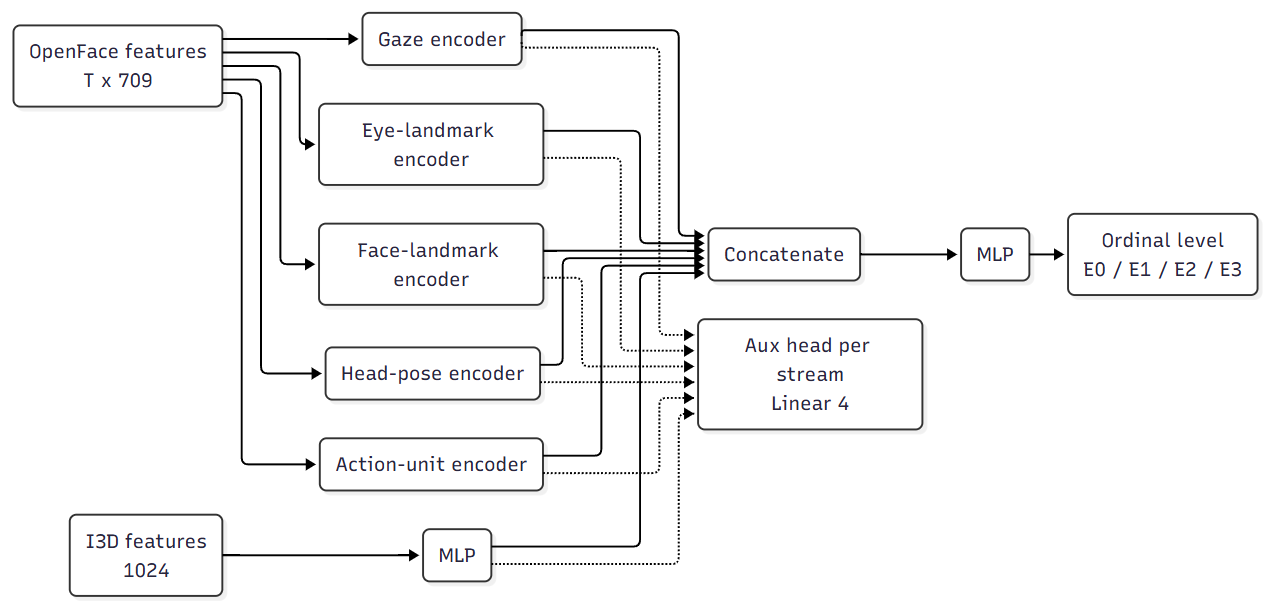 OpenFace features
T x 709
Gaze encoder
Eye-landmark
encoder
Face-landmark
encoder
Head-pose encoder
Action-unit encoder
I3D features
1024
MLP
Concatenate
MLP
Ordinal level
E0 / E1 / E2 / E3
Aux head per
stream
Linear 4